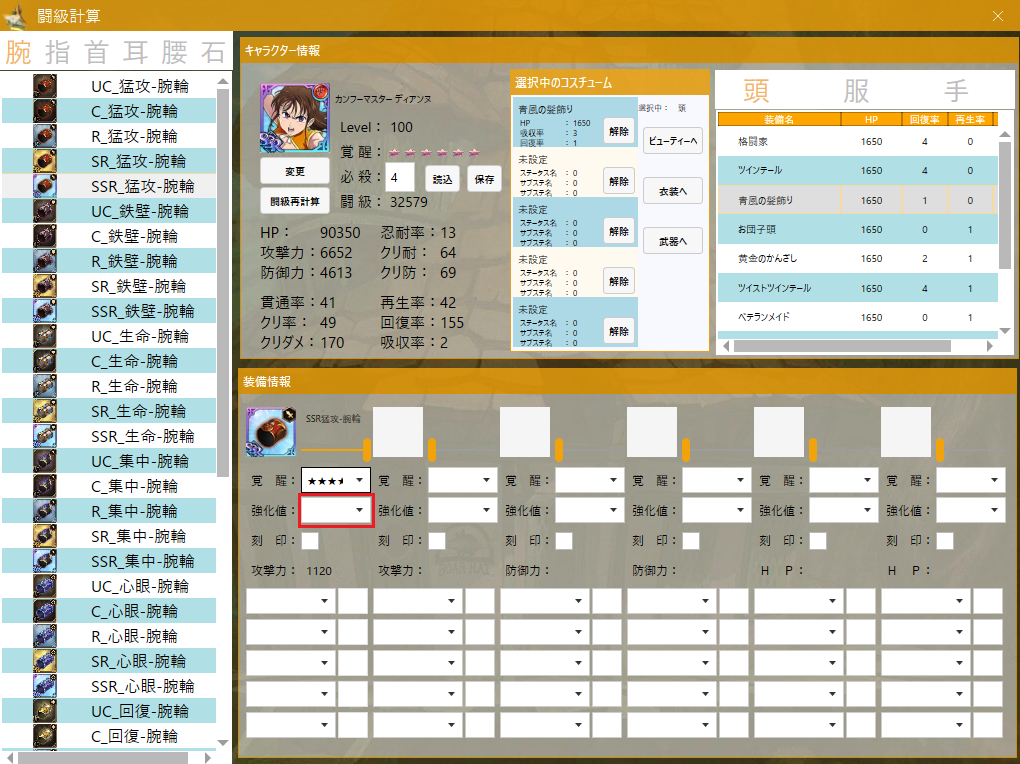 闘級計算
腕 指 首 耳 腰 石
UC_猛攻-腕輪
C_猛攻-腕輪
R_猛攻-腕輪
SR_猛攻-腕輪
SSR_猛攻-腕輪
UC_鉄壁-腕輪
C_鉄壁-腕輪
R_鉄壁-腕輪
SR_鉄壁-腕輪
SSR_鉄壁-腕輪
UC_生命-腕輪
C_生命-腕輪
R_生命-腕輪
SR_生命-腕輪
SSR_生命-腕輪
UC_集中-腕輪
C_集中-腕輪
R_集中-腕輪
SR_集中-腕輪
SSR_集中-腕輪
UC_心眼-腕輪
C_心眼-腕輪
R_心眼-腕輪
SR_心眼-腕輪
SSR_心眼-腕輪
UC_回復-腕輪
C_回復-腕輪
キャラクター情報
カンフーマスター ディアンヌ
Level： 100
覚 醒：★★★★★★
必 殺： 4 読込 保存
闘 級： 32579
変更
闘級再計算
HP： 90350 忍耐率：13
攻撃力：6652 クリ耐： 64
防御力：4613 クリ防： 69
貫通率：41 再生率：42
クリ率： 49 回復率：155
クリダメ：170 吸収率：2
選択中のコスチューム
青風の髪飾り
HP ： 1650
吸収率 ： 3
回復率 ： 1
解除
未設定
ステータス名 ： 0
サブステ名 ： 0
サブステ名 ： 0
解除
未設定
ステータス名 ： 0
サブステ名 ： 0
サブステ名 ： 0
解除
未設定
ステータス名 ： 0
サブステ名 ： 0
サブステ名 ： 0
解除
未設定
ステータス名 ： 0
サブステ名 ： 0
サブステ名 ： 0
解除
選択中： 頭
ビューティーへ
衣装へ
武器へ
頭 服 手
装備名 HP 回復率 再生率
格闘家 1650 4 0
ツインテール 1650 4 0
青風の髪飾り 1650 1 0
お団子頭 1650 0 1
黄金のかんざし 1650 2 1
ツイストツインテール 1650 4 1
ベテランメイド 1650 0 1
装備情報
SSR猛攻-腕輪
覚 醒： ★★★⯨ 覚 醒： 覚 醒： 覚 醒： 覚 醒： 覚 醒：
強化値： 強化値： 強化値： 強化値： 強化値： 強化値：
刻 印： 刻 印： 刻 印： 刻 印： 刻 印： 刻 印：
攻撃力： 1120 攻撃力： 防御力： 防御力： H P： H P：